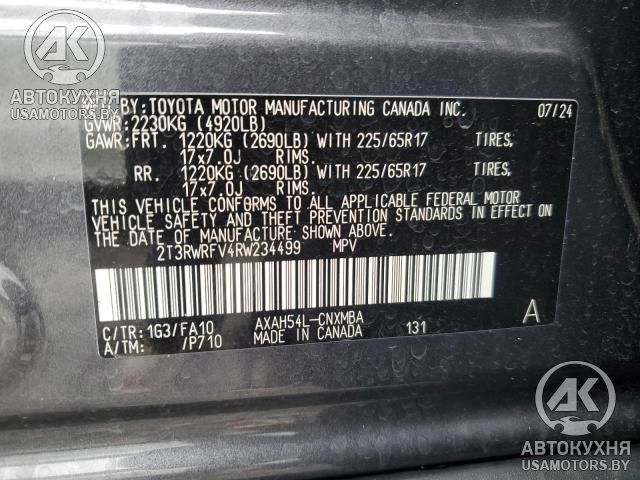 АВТОКУХНЯ
USAMOTORS.BY
MFD. BY: TOYOTA MOTOR MANUFACTURING CANADA INC. 07/24
GVWR: 2230KG (4920LB)
GAWR: FRT. 1220KG (2690LB) WITH 225/65R17 TIRES,
17x7.0J RIMS.
RR. 1220KG (2690LB) WITH 225/65R17 TIRES,
17x7.0J RIMS.
THIS VEHICLE CONFORMS TO ALL APPLICABLE FEDERAL MOTOR
VEHICLE SAFETY AND THEFT PREVENTION STANDARDS IN EFFECT ON
THE DATE OF MANUFACTURE SHOWN ABOVE.
2T3RWRFV4RW234499 MPV
C/TR: 1G3/FA10 AXAH54L-CNXMBA 131 A
A/TM: /P710 MADE IN CANADA
АК
АВТОКУХНЯ
USAMOTORS.BY